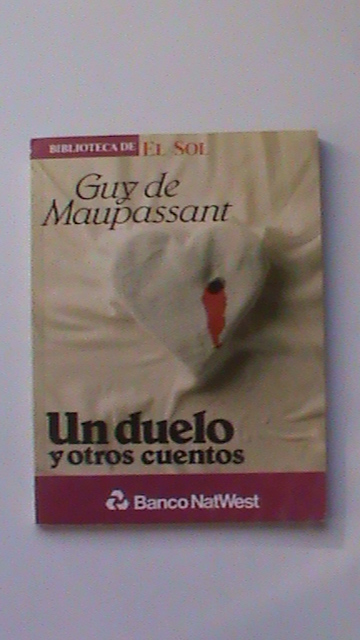 BIBLIOTECA DE EL SOL
Guy de
Maupassant
Un duelo
y otros cuentos
Banco NatWest